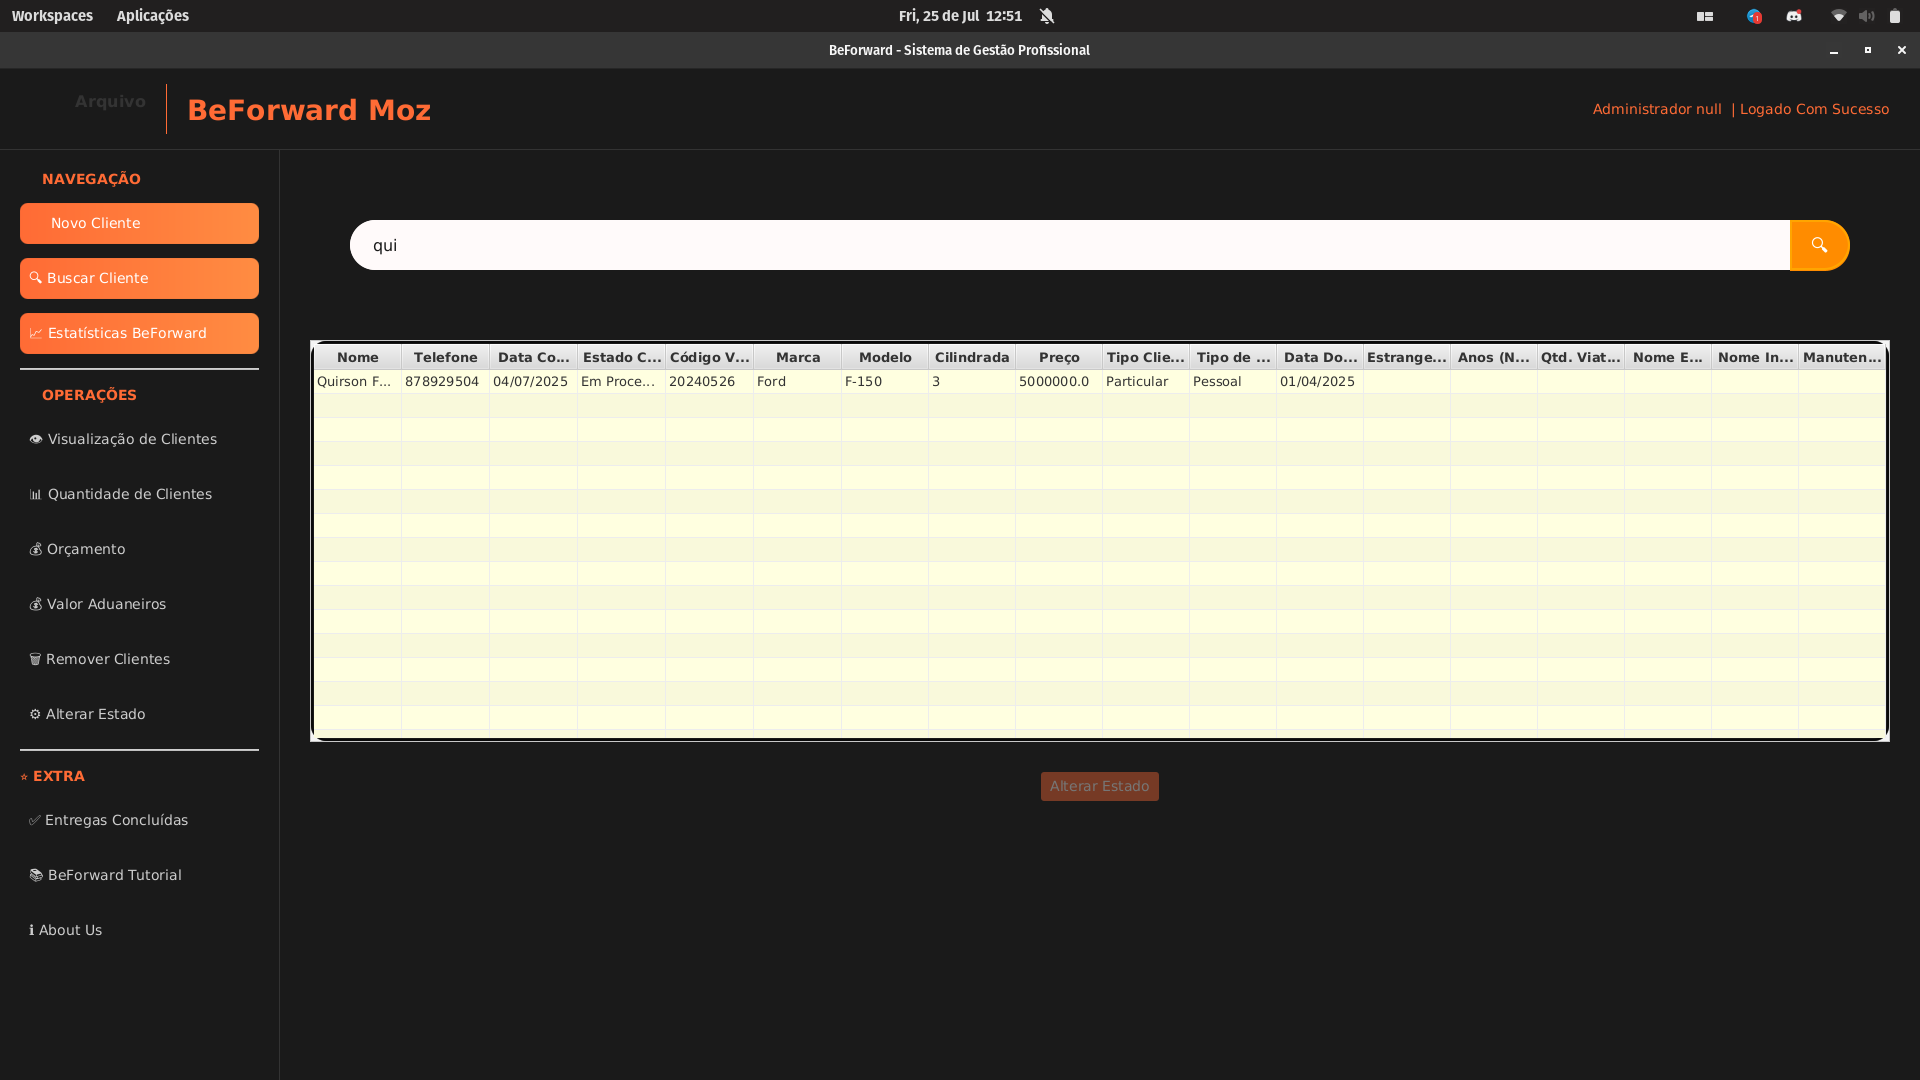 Workspaces Aplicações Fri, 25 de Jul 12:51
BeForward - Sistema de Gestão Profissional
Arquivo BeForward Moz Administrador null | Logado Com Sucesso
NAVEGAÇÃO
Novo Cliente
Buscar Cliente
Estatísticas BeForward
OPERAÇÕES
Visualização de Clientes
Quantidade de Clientes
Orçamento
Valor Aduaneiros
Remover Clientes
Alterar Estado
EXTRA
Entregas Concluídas
BeForward Tutorial
About Us
qui
Nome Telefone Data Co... Estado C... Código V... Marca Modelo Cilindrada Preço Tipo Clie... Tipo de ... Data Do... Estrange... Anos (N... Qtd. Viat... Nome E... Nome In... Manuten...
Quirson F... 878929504 04/07/2025 Em Proce... 20240526 Ford F-150 3 5000000.0 Particular Pessoal 01/04/2025
Alterar Estado